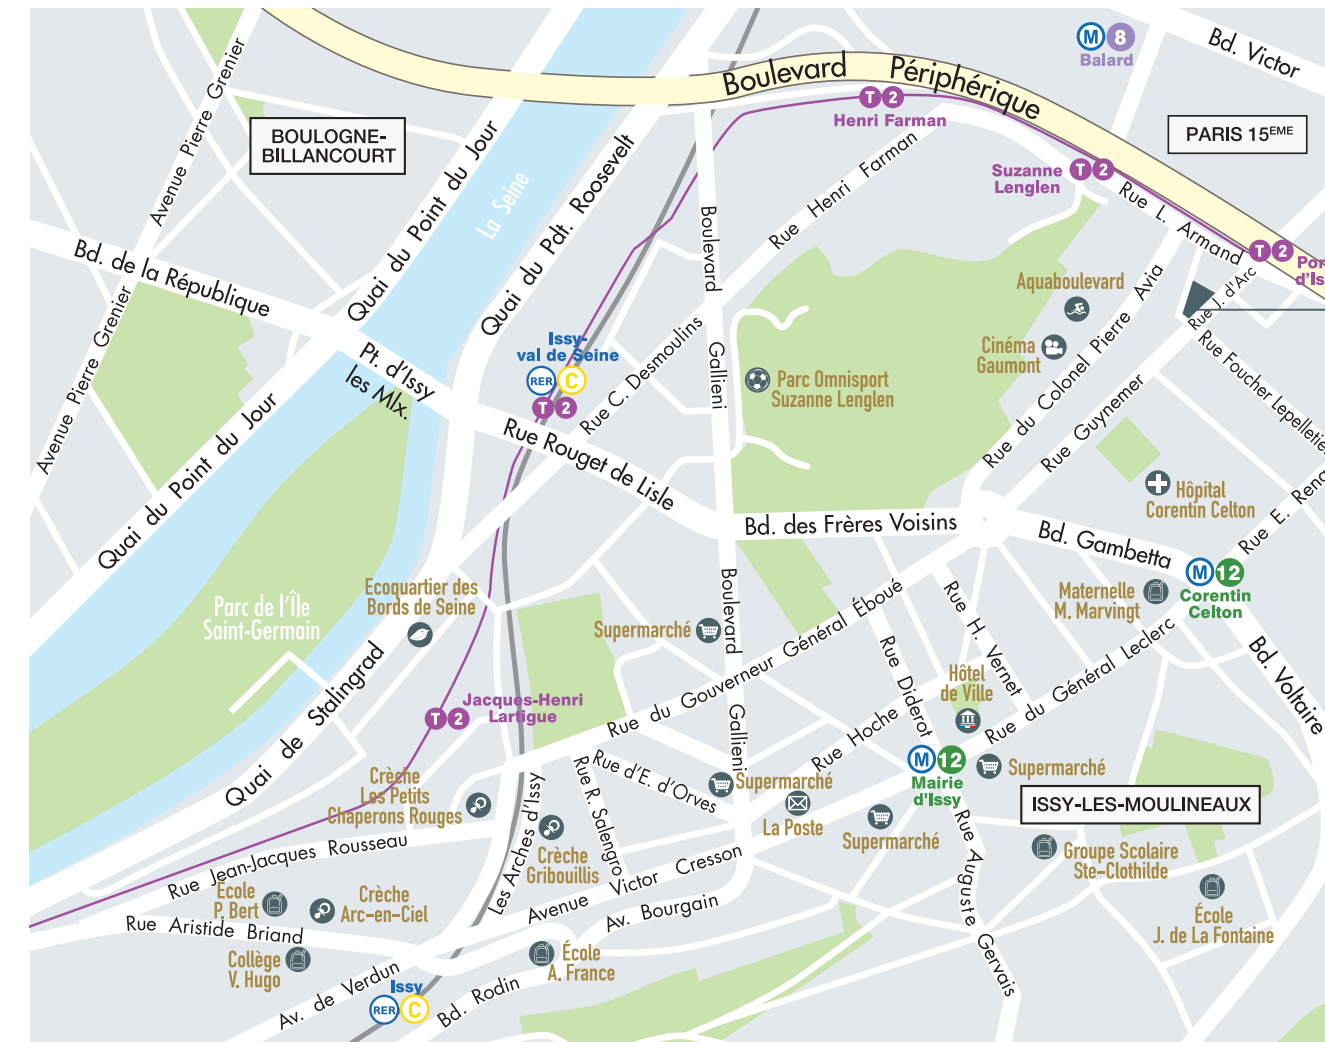 M 8
Balard
Bd. Victor
Boulevard Périphérique
T 2
Henri Farman
BOULOGNE-
BILLANCOURT
PARIS 15EME
Avenue Pierre Grenier
Quai du Point du Jour
La Seine
Quai du Pdt. Roosevelt
Boulevard Gallieni
Rue Henri Farman
Suzanne
Lenglen
T 2
Rue L. Armand
T 2
Por
d'Is
Bd. de la République
Avenue Pierre Grenier
Aquaboulevard
Avia
Rue J. d'Arc
Cinéma
Gaumont
Rue du Colonel Pierre
Rue Guynemer
Rue Foucher Lepelletier
Issy-
val de Seine
RER C
T 2
Rue C. Desmoulins
Pt. d'Issy
les Mlx.
Parc Omnisport
Suzanne Lenglen
Rue Rouget de Lisle
Quai du Point du Jour
Hôpital
Corentin Celton
Rue E. Rena
Bd. des Frères Voisins
Bd. Gambetta
M 12
Corentin
Celton
Maternelle
M. Marvingt
Ecoquartier des
Bords de Seine
Parc de l'Île
Saint-Germain
Supermarché
Boulevard Gallieni
Rue du Gouverneur Général Éboué
Rue H. Vernet
Rue Diderot
Hôtel
de Ville
Rue du Général Leclerc
Bd. Voltaire
Quai de Stalingrad
Jacques-Henri
Lartigue
T 2
Rue Hoche
M 12
Mairie
d'Issy
Supermarché
Rue d'E. d'Orves
Supermarché
La Poste
Supermarché
ISSY-LES-MOULINEAUX
Crèche
Les Petits
Chaperons Rouges
Rue R. Salengro
Les Arches d'Issy
Crèche
Gribouillis
Groupe Scolaire
Ste-Clothilde
Rue Jean-Jacques Rousseau
École
P. Bert
Crèche
Arc-en-Ciel
Avenue Victor Cresson
Av. Bourgain
Rue Auguste Gervais
École
J. de La Fontaine
Rue Aristide Briand
Collège
V. Hugo
École
A. France
Av. de Verdun
Issy
RER C
Bd. Rodin